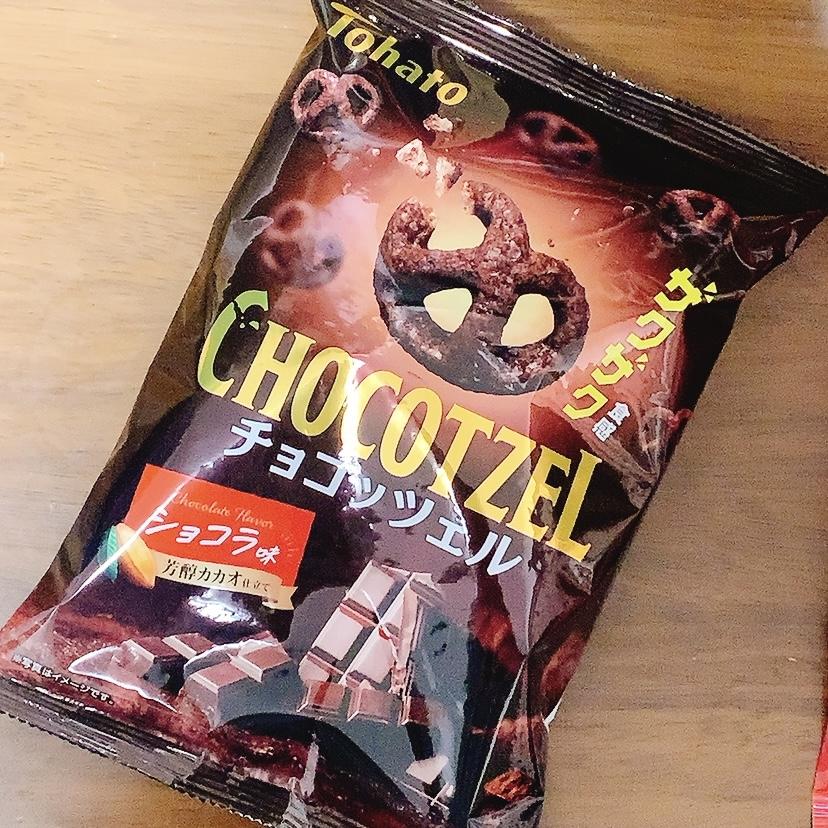 Tohato
ザクザク食感
CHOCOTZEL
チョコッツェル
Chocolate Flavor
ショコラ味
芳醇カカオ仕立て
※写真はイメージです。